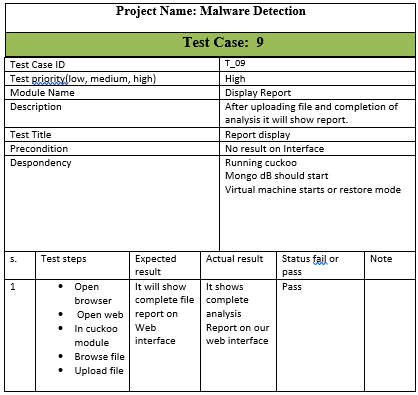 Project Name: Malware Detection
Test Case: 9
Test Case ID T_09
Test priority(low, medium, high) High
Module Name Display Report
Description After uploading file and completion of
analysis it will show report.
Test Title Report display
Precondition No result on Interface
Despondency Running cuckoo
Mongo dB should start
Virtual machine starts or restore mode
s. Test steps Expected Actual result Status fail or Note
result pass
1 • Open It will show It shows Pass
browser complete file complete
• Open web report on analysis
• In cuckoo Web Report on our
module interface web interface
• Browse file
• Upload file